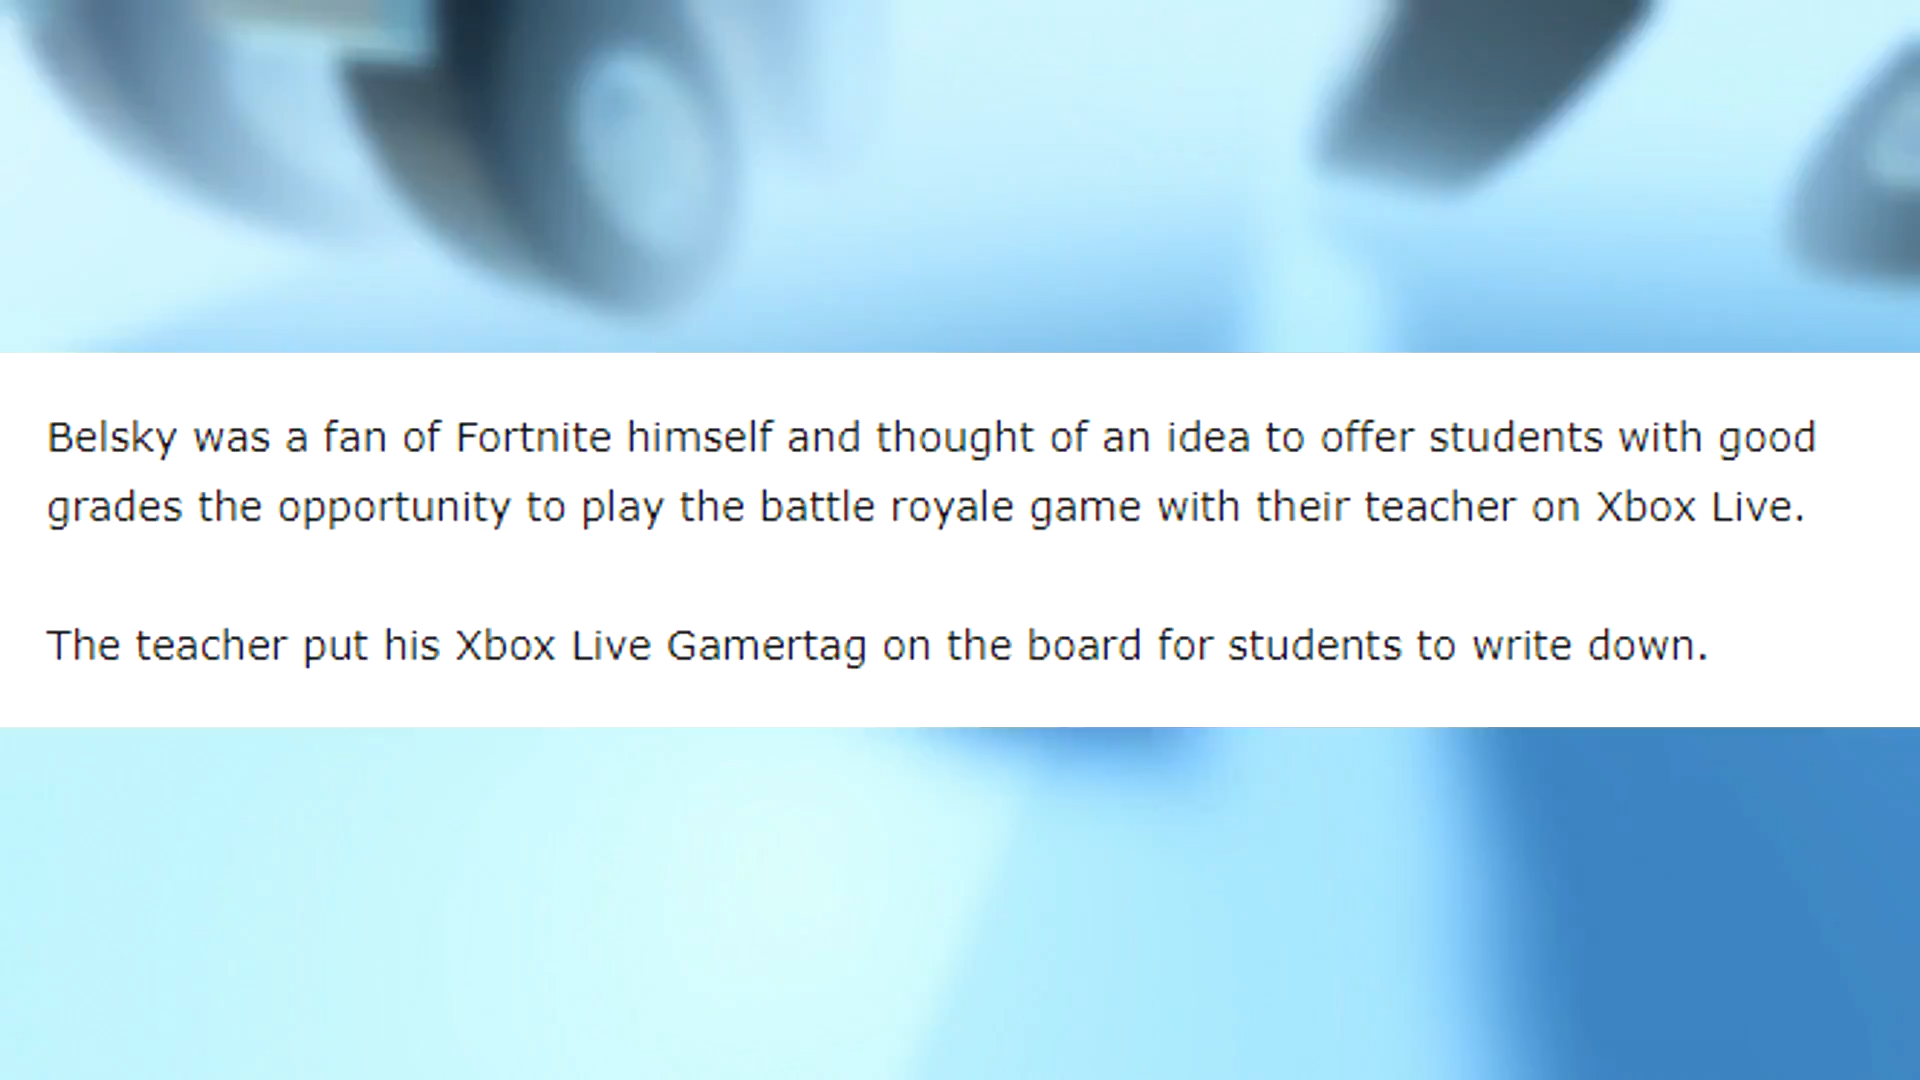 Belsky was a fan of Fortnite himself and thought of an idea to offer students with good
grades the opportunity to play the battle royale game with their teacher on Xbox Live.
The teacher put his Xbox Live Gamertag on the board for students to write down.